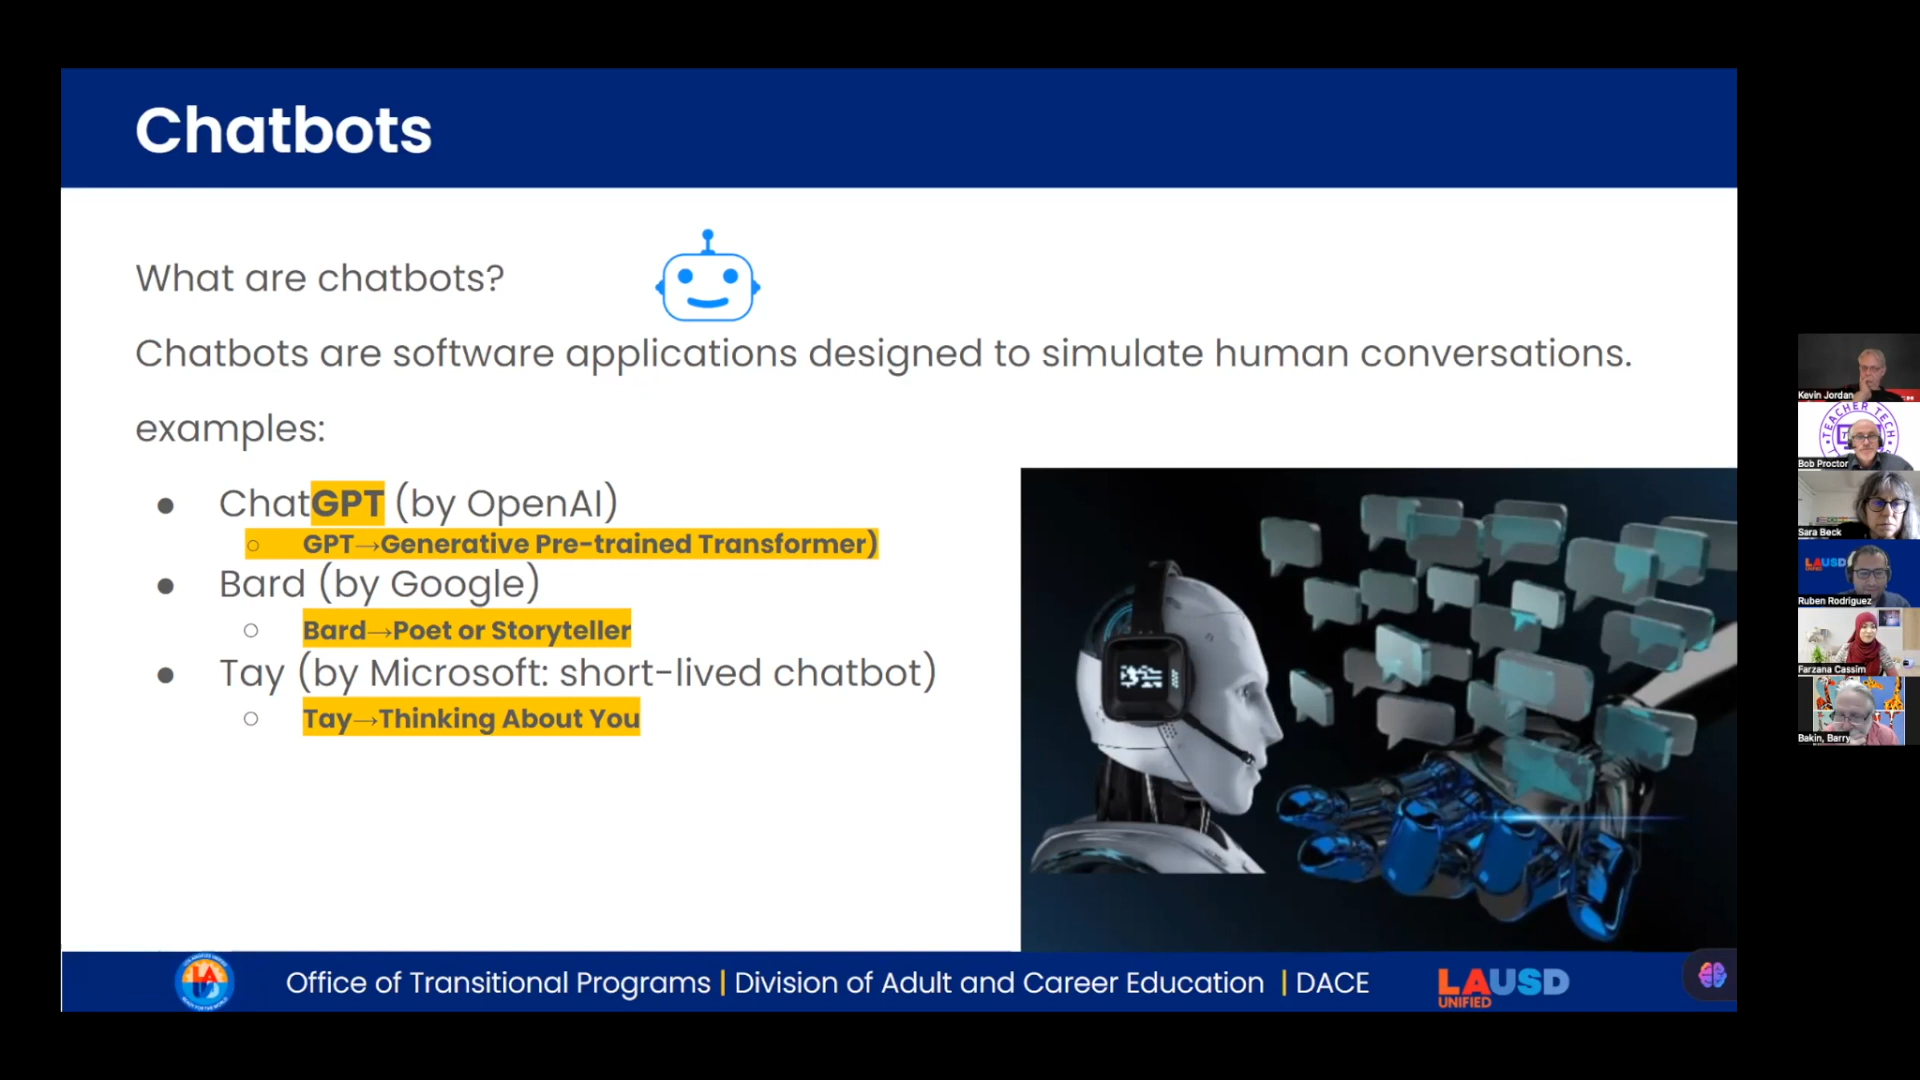 Chatbots
What are chatbots?
Chatbots are software applications designed to simulate human conversations.
examples:
● ChatGPT (by OpenAI)
○ GPT→Generative Pre-trained Transformer)
● Bard (by Google)
○ Bard→Poet or Storyteller
● Tay (by Microsoft: short-lived chatbot)
○ Tay→Thinking About You
Office of Transitional Programs | Division of Adult and Career Education | DACE
LAUSD
UNIFIED
Kevin Jordan
TEACHER TECH
Bob Proctor
Sara Beck
LAUSD
Ruben Rodriguez
Farzana Cassim
Bakin, Barry